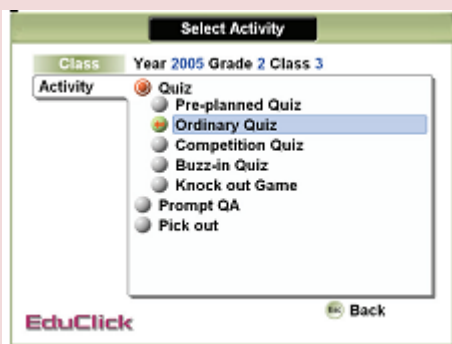 Select Activity
Class Year 2005 Grade 2 Class 3
Activity
Quiz
Pre-planned Quiz
Ordinary Quiz
Competition Quiz
Buzz-in Quiz
Knock out Game
Prompt QA
Pick out
Esc Back
EduClick